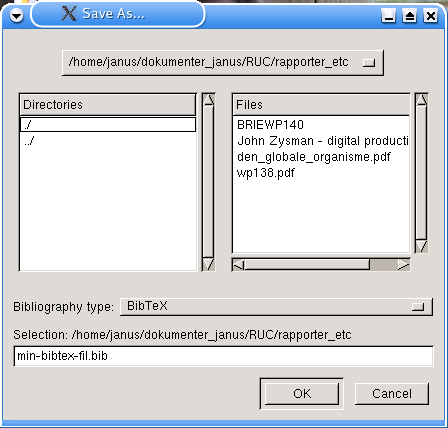 Save As...
/home/janus/dokumenter_janus/RUC/rapporter_etc
Directories
./
../
Files
BRIEWP140
John Zysman - digital producti
den_globale_organisme.pdf
wp138.pdf
Bibliography type: BibTeX
Selection: /home/janus/dokumenter_janus/RUC/rapporter_etc
min-bibtex-fil.bib
OK Cancel